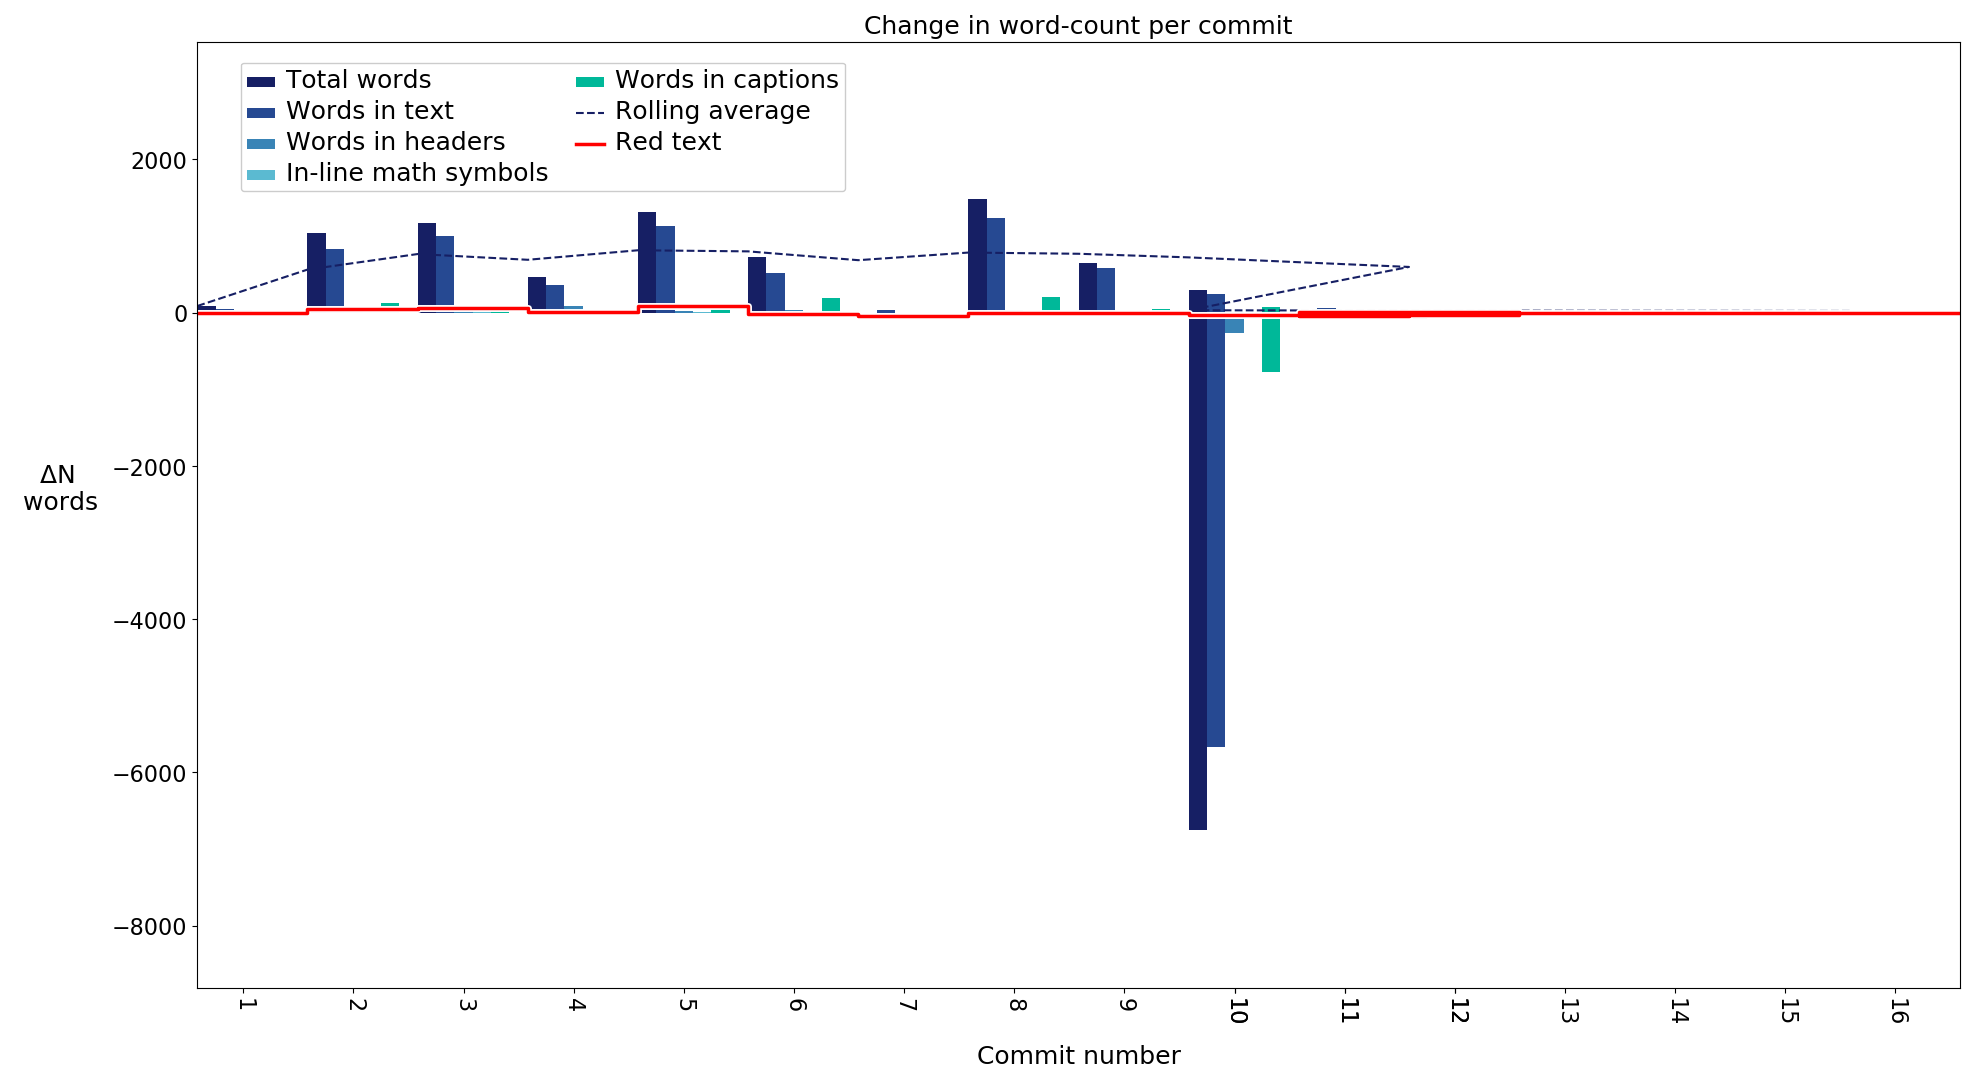 Change in word-count per commit
Total words
Words in text
Words in headers
In-line math symbols
Words in captions
Rolling average
Red text
2000
0
−2000
−4000
−6000
−8000
ΔN
words
1
2
3
4
5
6
7
8
9
10
11
12
13
14
15
16
Commit number